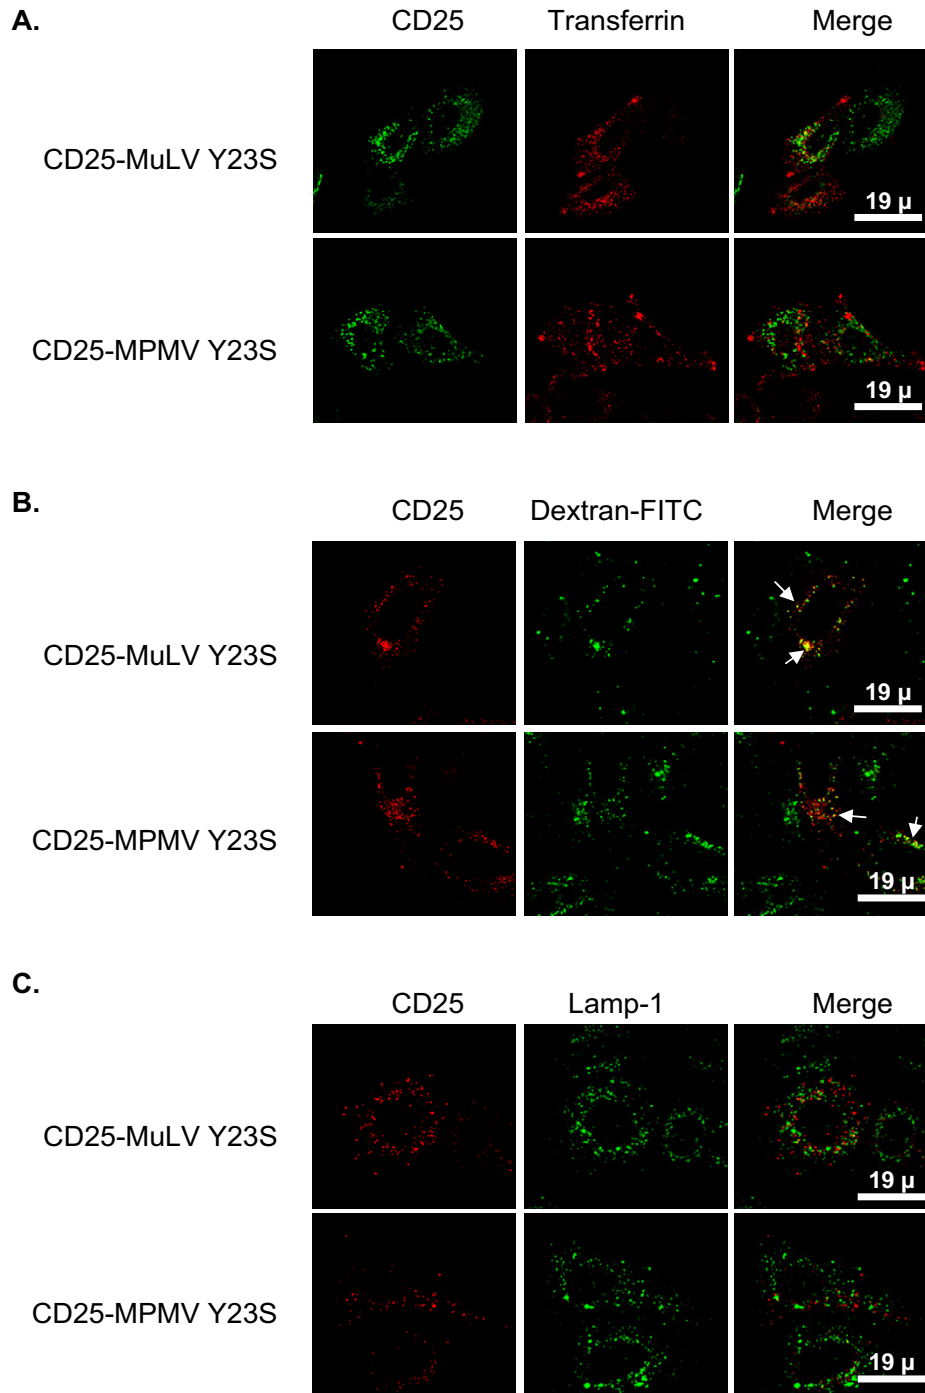 A.
CD25 Transferrin Merge
CD25-MuLV Y23S
19 µ
CD25-MPMV Y23S
19 µ
B.
CD25 Dextran-FITC Merge
CD25-MuLV Y23S
19 µ
CD25-MPMV Y23S
19 µ
C.
CD25 Lamp-1 Merge
CD25-MuLV Y23S
19 µ
CD25-MPMV Y23S
19 µ